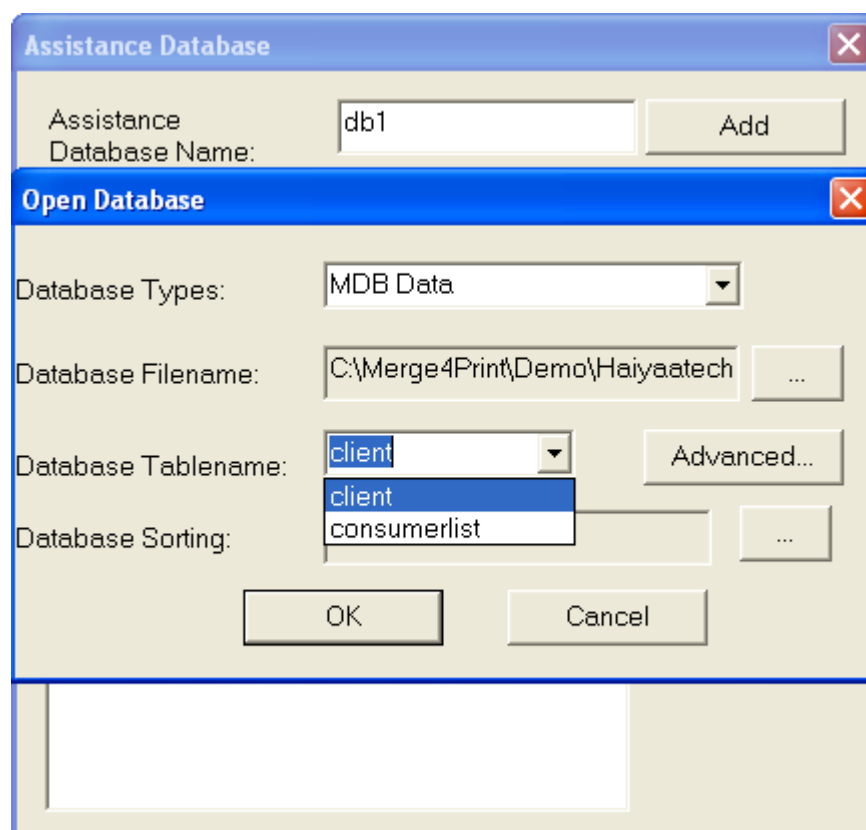 Assistance Database
Assistance
Database Name:
db1
Add
Open Database
Database Types:
MDB Data
Database Filename:
C:\Merge4Print\Demo\Haiyaatech
...
Database Tablename:
client
Advanced...
client
consumerlist
Database Sorting:
...
OK
Cancel